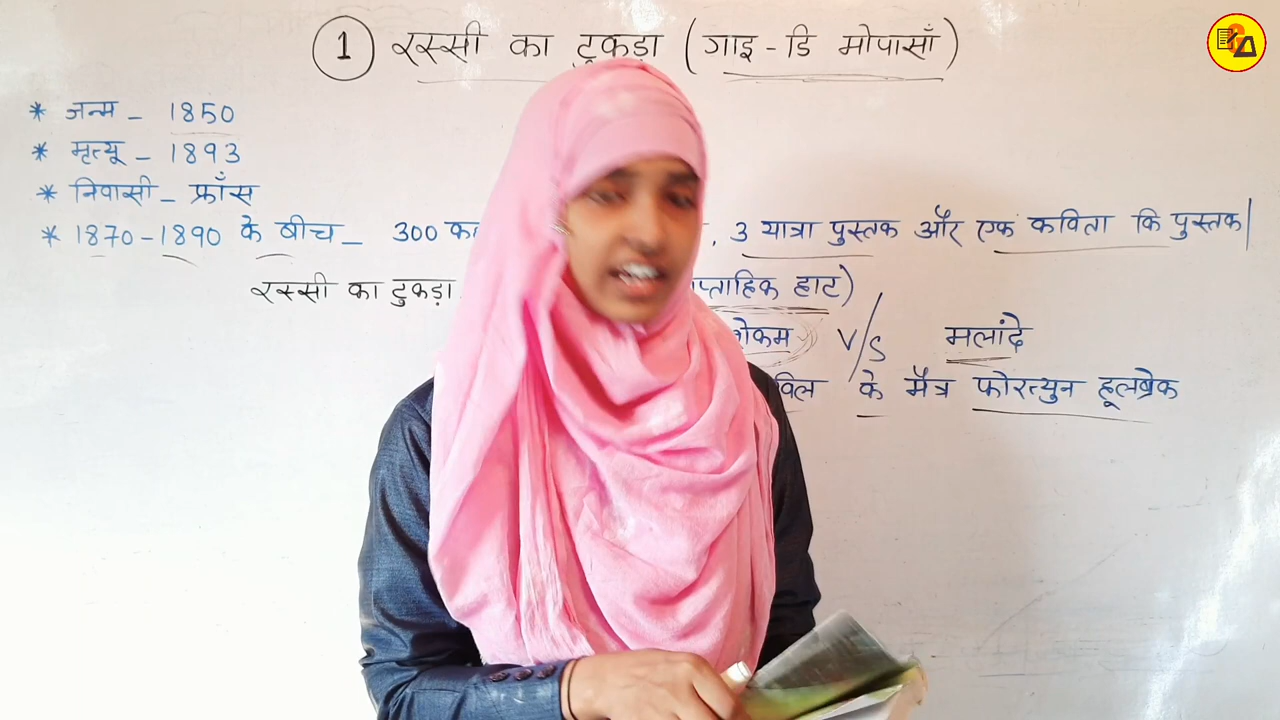 1 रस्सी का टुकड़ा (गाइ - डि मोपासाँ)
* जन्म - 1850
* मृत्यू - 1893
* निवासी - फ्राँस
* 1870-1890 के बीच - 300 , 3 यात्रा पुस्तक और एक कविता कि पुस्तक|
रस्सी का टुकड़ा हाट)
V/S मलांदे
के मैत्र फोरत्युन हूलब्रेक